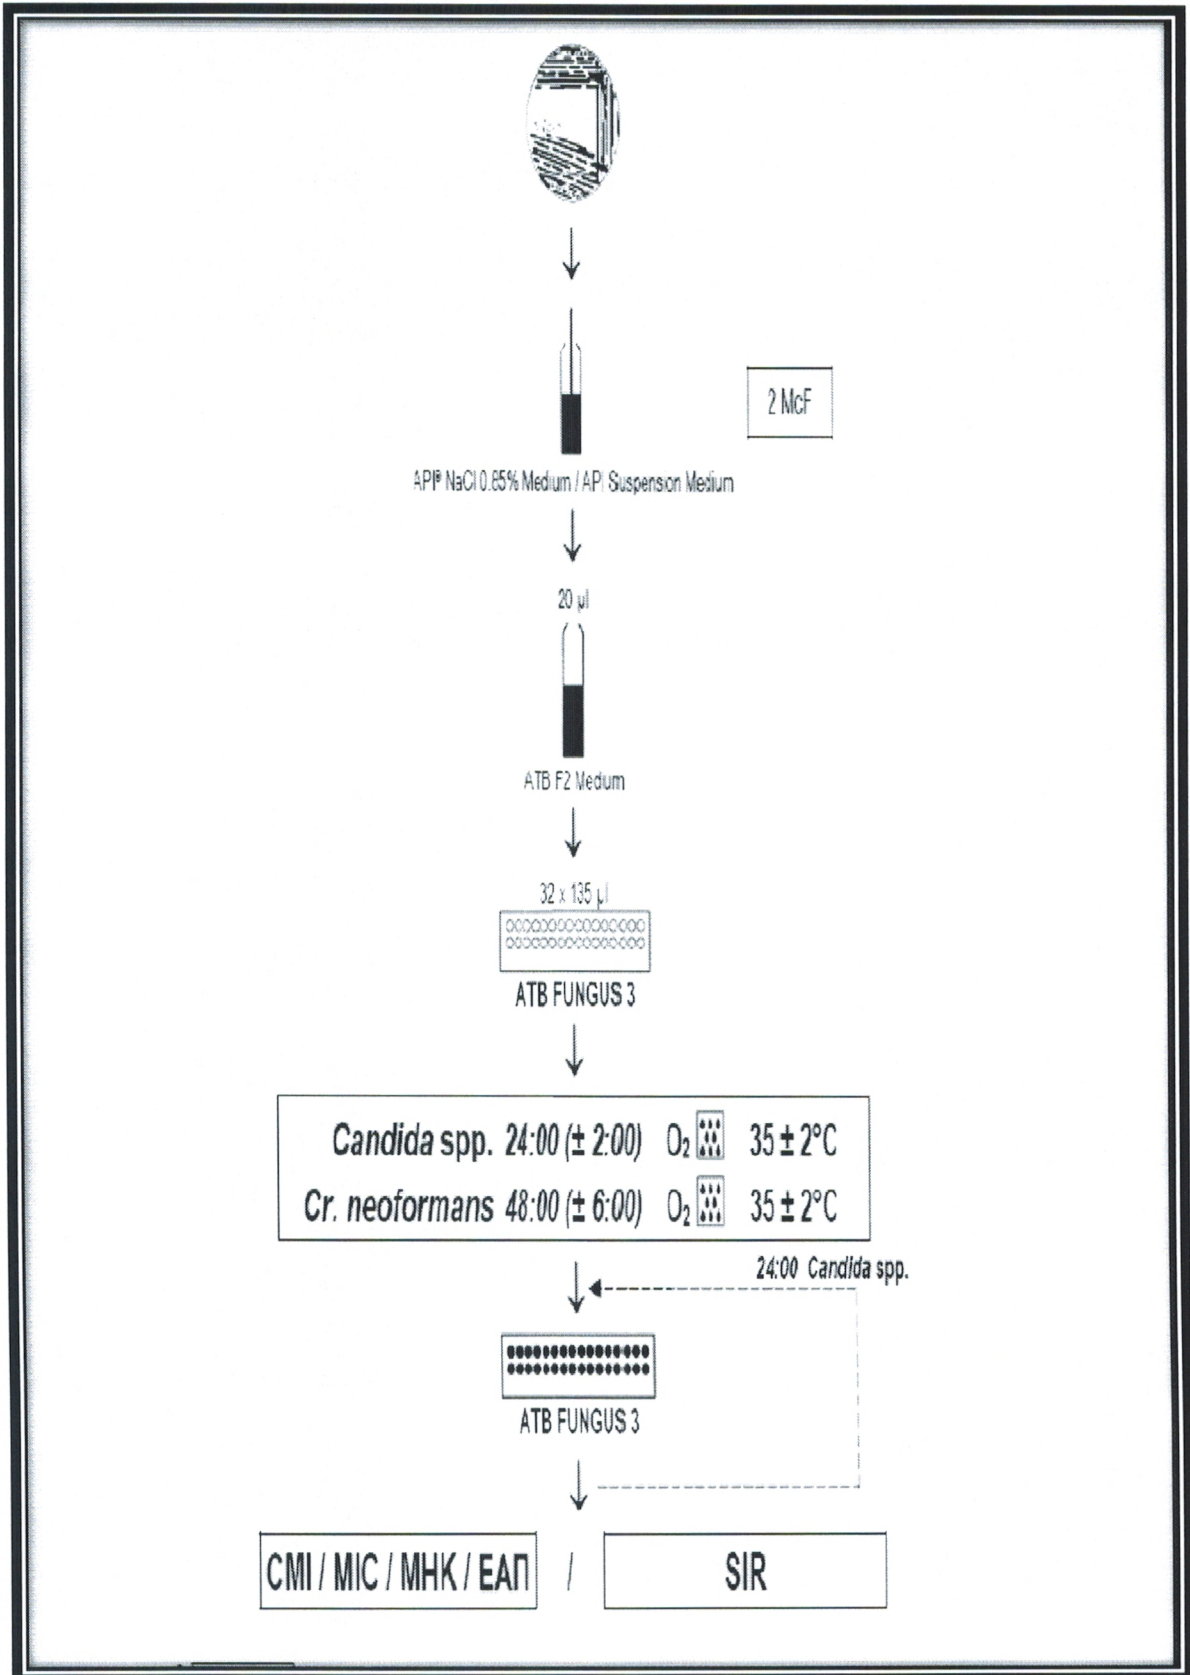 2 McF
API® NaCl 0.85% Medium / API Suspension Medium
20 µl
ATB F2 Medium
32 x 135 µl
ATB FUNGUS 3
Candida spp. 24:00 (± 2:00) O₂ 35 ± 2°C
Cr. neoformans 48:00 (± 6:00) O₂ 35 ± 2°C
24:00 Candida spp.
ATB FUNGUS 3
CMI / MIC / MHK / ΕΑΠ / SIR